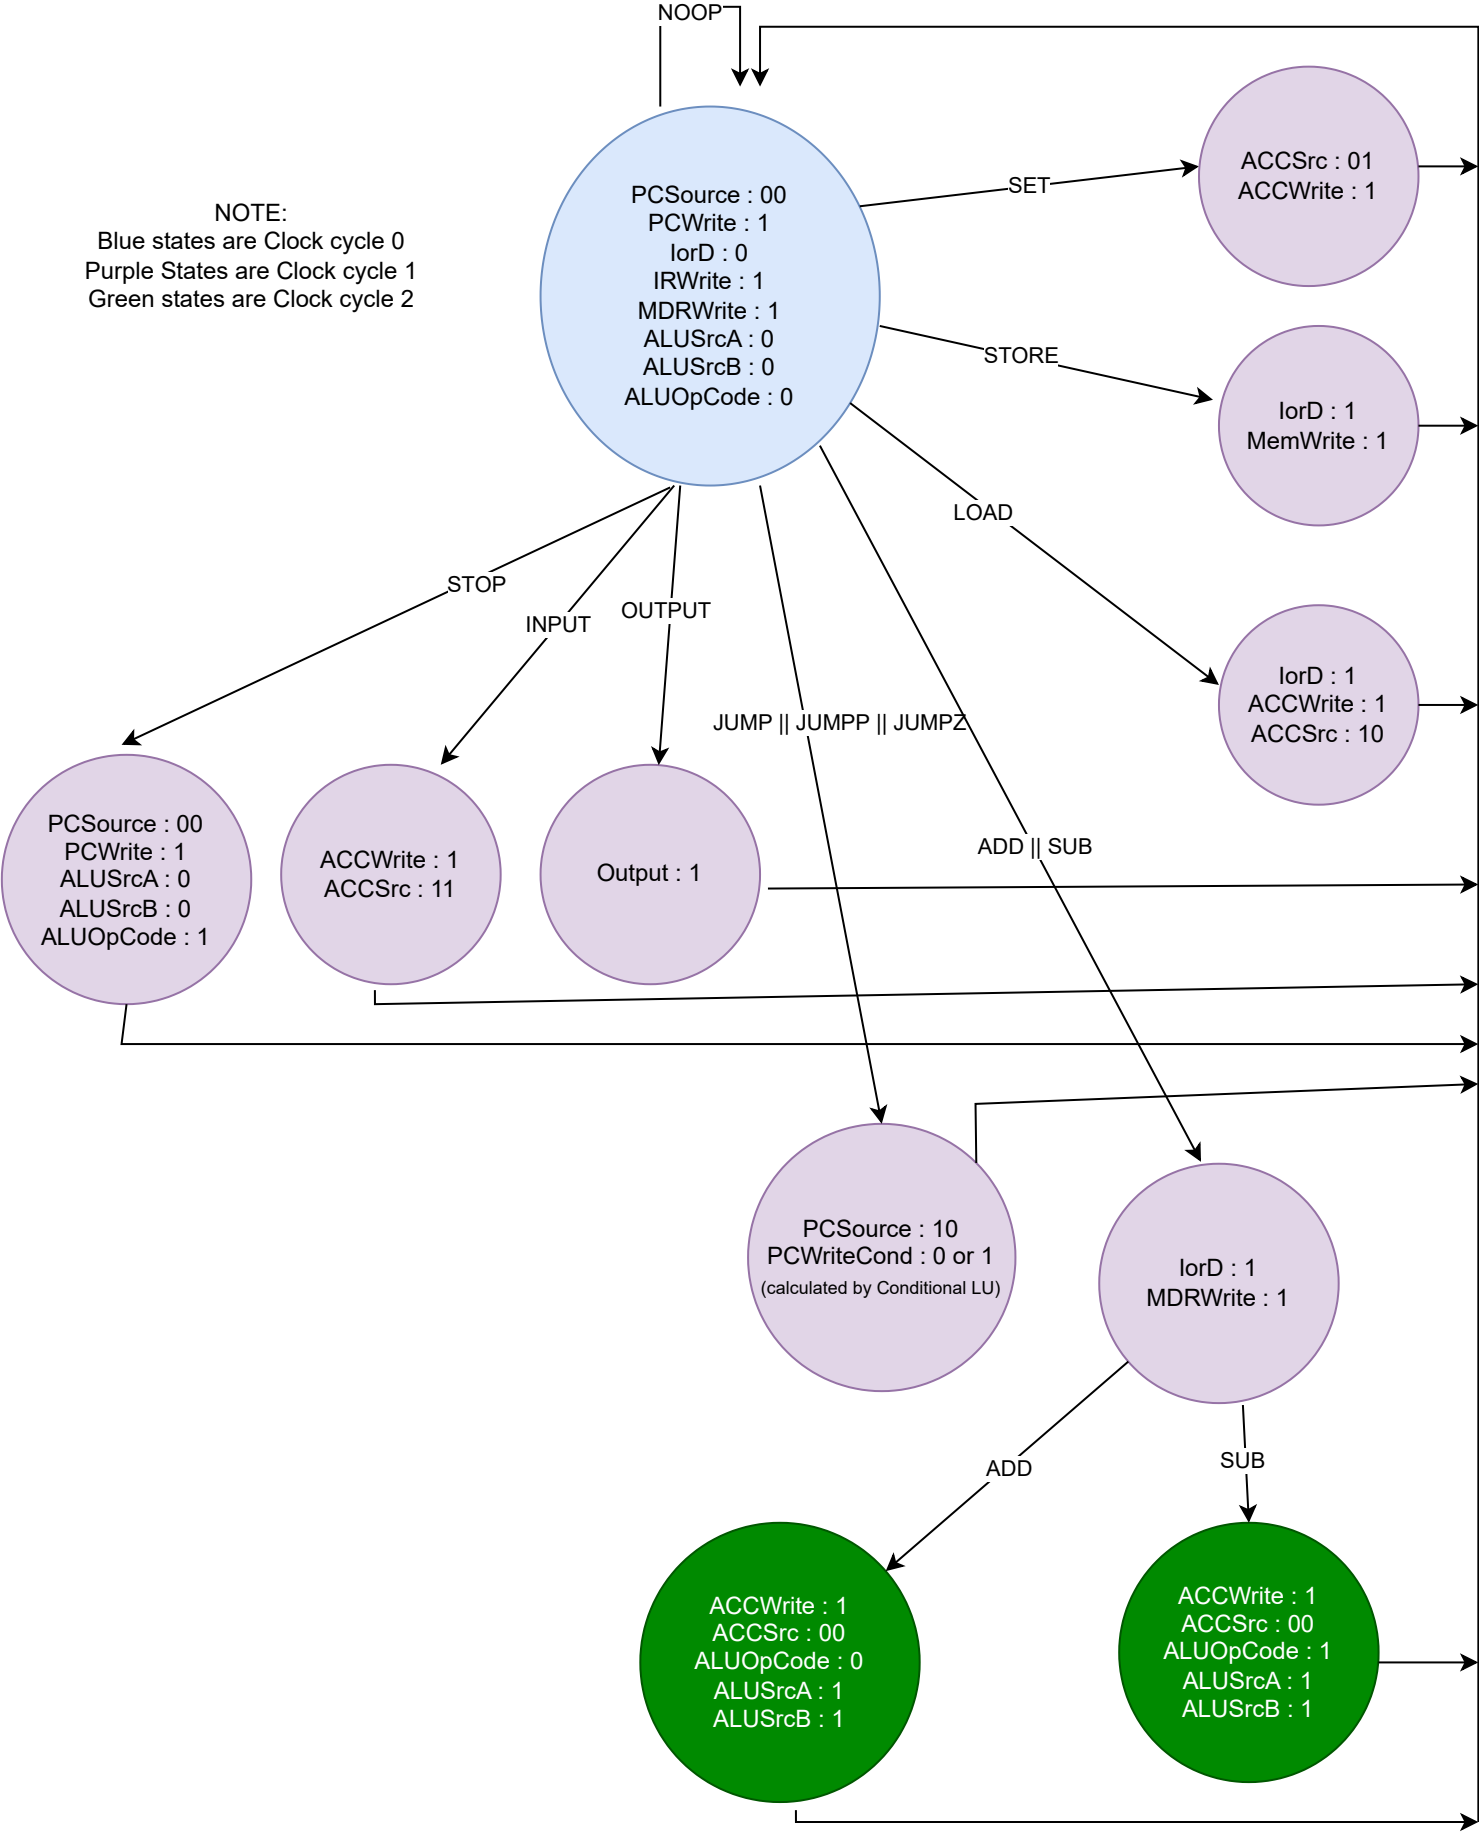 NOOP
NOTE:
Blue states are Clock cycle 0
Purple States are Clock cycle 1
Green states are Clock cycle 2
PCSource : 00
PCWrite : 1
IorD : 0
IRWrite : 1
MDRWrite : 1
ALUSrcA : 0
ALUSrcB : 0
ALUOpCode : 0
SET
ACCSrc : 01
ACCWrite : 1
STORE
IorD : 1
MemWrite : 1
LOAD
IorD : 1
ACCWrite : 1
ACCSrc : 10
STOP
INPUT
OUTPUT
JUMP || JUMPP || JUMPZ
ADD || SUB
PCSource : 00
PCWrite : 1
ALUSrcA : 0
ALUSrcB : 0
ALUOpCode : 1
ACCWrite : 1
ACCSrc : 11
Output : 1
PCSource : 10
PCWriteCond : 0 or 1
(calculated by Conditional LU)
IorD : 1
MDRWrite : 1
ADD
SUB
ACCWrite : 1
ACCSrc : 00
ALUOpCode : 0
ALUSrcA : 1
ALUSrcB : 1
ACCWrite : 1
ACCSrc : 00
ALUOpCode : 1
ALUSrcA : 1
ALUSrcB : 1